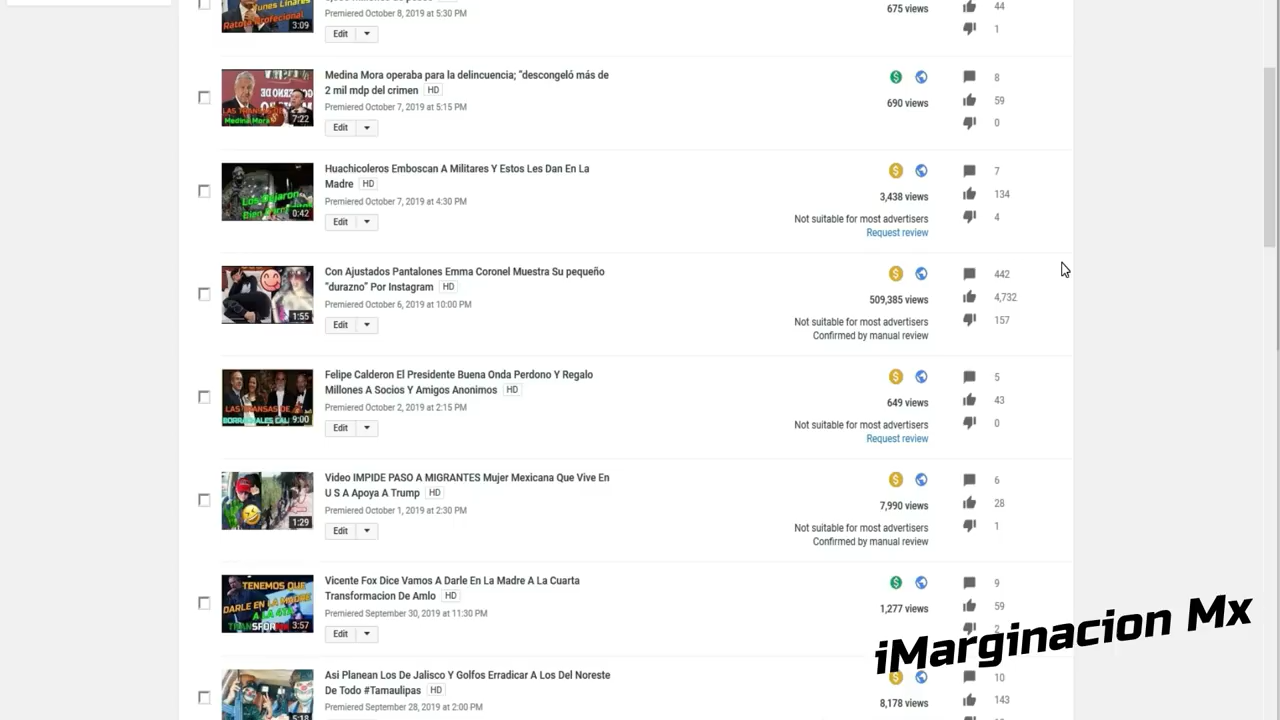 Premiered October 8, 2019 at 5:30 PM
675 views
44
1
Edit
3:09
Medina Mora operaba para la delincuencia; "descongeló más de
2 mil mdp del crimen HD
Premiered October 7, 2019 at 5:15 PM
Edit
7:22
Medina Mora
690 views
8
59
0
Huachicoleros Emboscan A Militares Y Estos Les Dan En La
Madre HD
Premiered October 7, 2019 at 4:30 PM
Edit
0:42
3,438 views
Not suitable for most advertisers
Request review
7
134
4
Con Ajustados Pantalones Emma Coronel Muestra Su pequeño
"durazno" Por Instagram HD
Premiered October 6, 2019 at 10:00 PM
Edit
1:55
509,385 views
Not suitable for most advertisers
Confirmed by manual review
442
4,732
157
Felipe Calderon El Presidente Buena Onda Perdono Y Regalo
Millones A Socios Y Amigos Anonimos HD
Premiered October 2, 2019 at 2:15 PM
Edit
9:00
649 views
Not suitable for most advertisers
Request review
5
43
0
Video IMPIDE PASO A MIGRANTES Mujer Mexicana Que Vive En
U S A Apoya A Trump HD
Premiered October 1, 2019 at 2:30 PM
Edit
1:29
7,990 views
Not suitable for most advertisers
Confirmed by manual review
6
28
1
TENEMOS QUE
DARLE EN LA MADRE
A LA 4TA
3:57
Vicente Fox Dice Vamos A Darle En La Madre A La Cuarta
Transformacion De Amlo HD
Premiered September 30, 2019 at 11:30 PM
Edit
1,277 views
9
59
2
iMarginacion Mx
Asi Planean Los De Jalisco Y Golfos Erradicar A Los Del Noreste
De Todo #Tamaulipas HD
Premiered September 28, 2019 at 2:00 PM
5:18
8,178 views
10
143